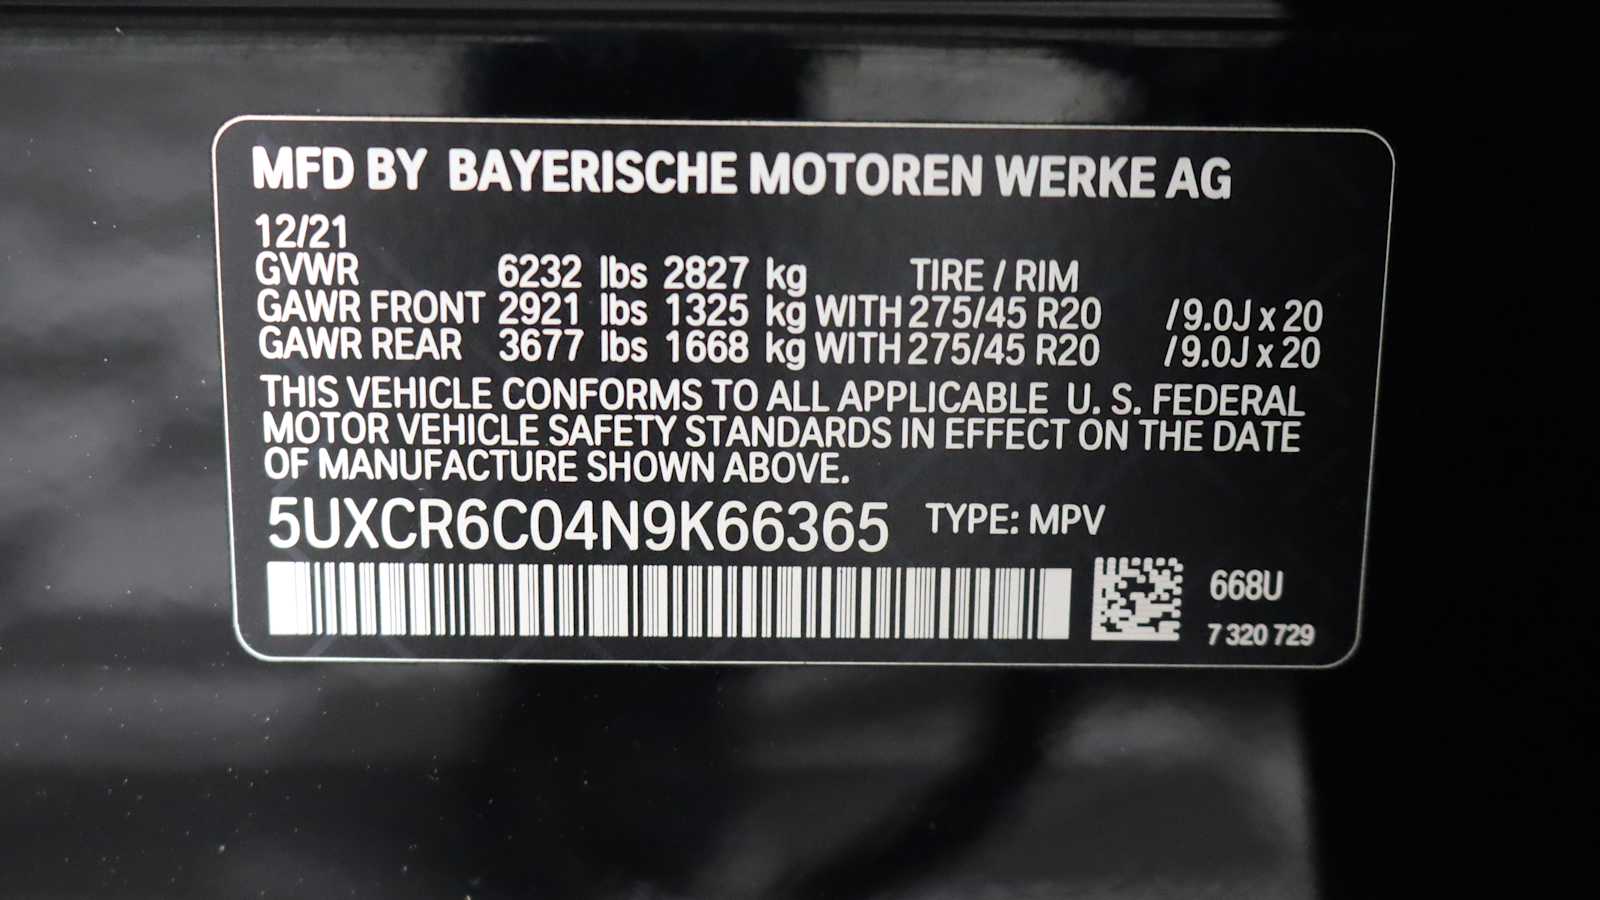 MFD BY BAYERISCHE MOTOREN WERKE AG
12/21
GVWR 6232 lbs 2827 kg TIRE / RIM
GAWR FRONT 2921 lbs 1325 kg WITH 275/45 R20 / 9.0J x 20
GAWR REAR 3677 lbs 1668 kg WITH 275/45 R20 / 9.0J x 20
THIS VEHICLE CONFORMS TO ALL APPLICABLE U. S. FEDERAL
MOTOR VEHICLE SAFETY STANDARDS IN EFFECT ON THE DATE
OF MANUFACTURE SHOWN ABOVE.
5UXCR6C04N9K66365 TYPE: MPV
668U
7 320 729